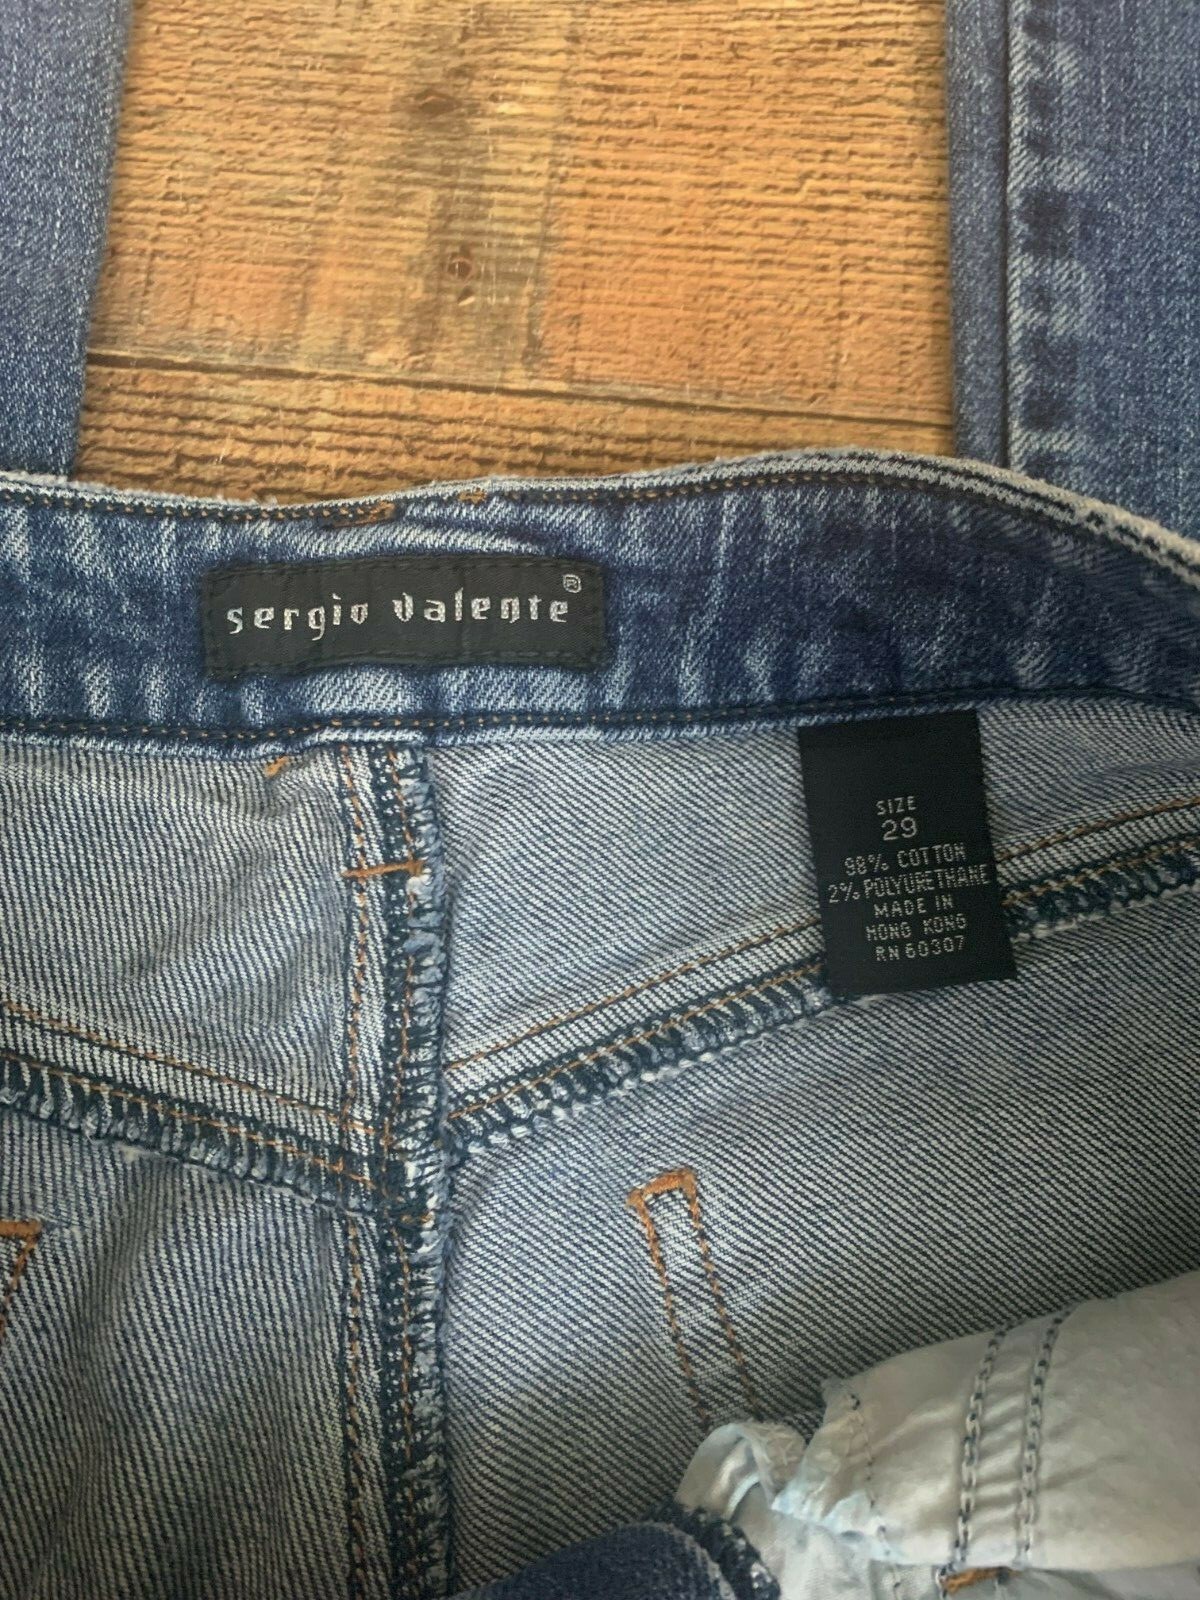 sergio valente®
SIZE
29
98% COTTON
2% POLYURETHANE
MADE IN
HONG KONG
RN 60307